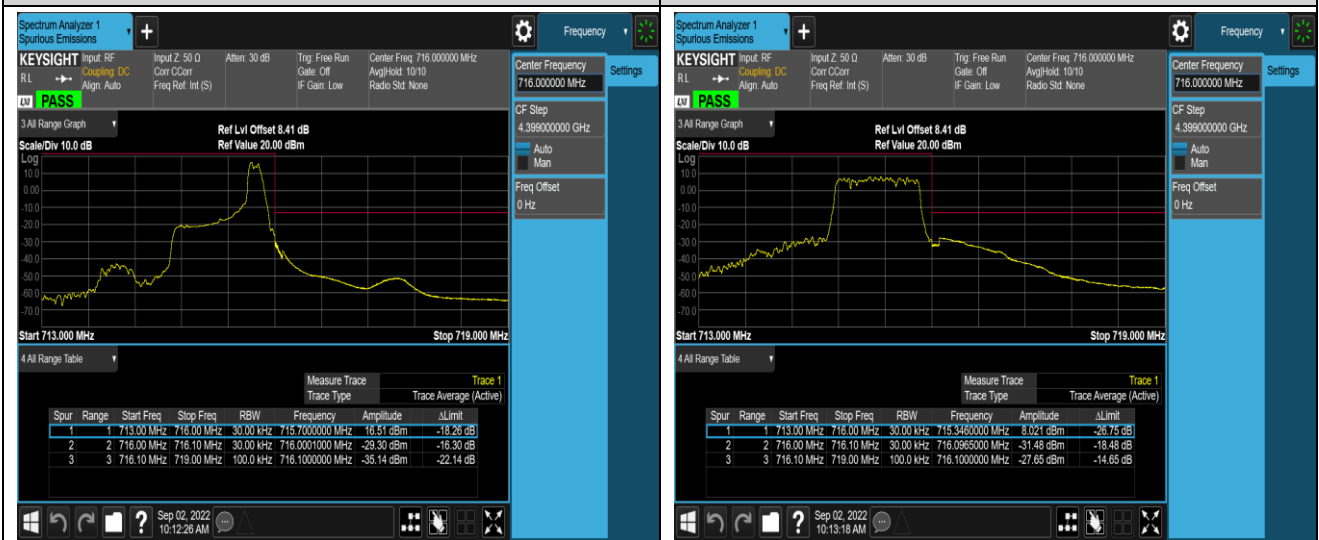 Spectrum Analyzer 1
Spurious Emissions
+
Frequency
KEYSIGHT Input: RF Input Z: 50 Ω Atten: 30 dB Trig: Free Run Center Freq: 716.000000 MHz
Coupling: DC Corr CCorr Gate: Off Avg|Hold: 10/10
R L Align: Auto Freq Ref: Int (S) IF Gain: Low Radio Std: None
LXI PASS
3 All Range Graph
Ref Lvl Offset 8.41 dB
Scale/Div 10.0 dB Ref Value 20.00 dBm
Log
10.0
0.00
-10.0
-20.0
-30.0
-40.0
-50.0
-60.0
-70.0
Start 713.000 MHz Stop 719.000 MHz
4 All Range Table
Measure Trace Trace 1
Trace Type Trace Average (Active)
Spur Range Start Freq Stop Freq RBW Frequency Amplitude ΔLimit
1 1 713.00 MHz 716.00 MHz 30.00 kHz 715.7000000 MHz 16.51 dBm -18.26 dB
2 2 716.00 MHz 716.10 MHz 30.00 kHz 716.0001000 MHz -29.30 dBm -16.30 dB
3 3 716.10 MHz 719.00 MHz 100.0 kHz 716.1000000 MHz -35.14 dBm -22.14 dB
?
Sep 02, 2022
10:12:26 AM
Center Frequency
716.000000 MHz
Settings
CF Step
4.399000000 GHz
Auto
Man
Freq Offset
0 Hz
Spectrum Analyzer 1
Spurious Emissions
+
Frequency
KEYSIGHT Input: RF Input Z: 50 Ω Atten: 30 dB Trig: Free Run Center Freq: 716.000000 MHz
Coupling: DC Corr CCorr Gate: Off Avg|Hold: 10/10
R L Align: Auto Freq Ref: Int (S) IF Gain: Low Radio Std: None
LXI PASS
3 All Range Graph
Ref Lvl Offset 8.41 dB
Scale/Div 10.0 dB Ref Value 20.00 dBm
Log
10.0
0.00
-10.0
-20.0
-30.0
-40.0
-50.0
-60.0
-70.0
Start 713.000 MHz Stop 719.000 MHz
4 All Range Table
Measure Trace Trace 1
Trace Type Trace Average (Active)
Spur Range Start Freq Stop Freq RBW Frequency Amplitude ΔLimit
1 1 713.00 MHz 716.00 MHz 30.00 kHz 715.3460000 MHz 8.021 dBm -26.75 dB
2 2 716.00 MHz 716.10 MHz 30.00 kHz 716.0965000 MHz -31.48 dBm -18.48 dB
3 3 716.10 MHz 719.00 MHz 100.0 kHz 716.1000000 MHz -27.65 dBm -14.65 dB
?
Sep 02, 2022
10:13:18 AM
Center Frequency
716.000000 MHz
Settings
CF Step
4.399000000 GHz
Auto
Man
Freq Offset
0 Hz